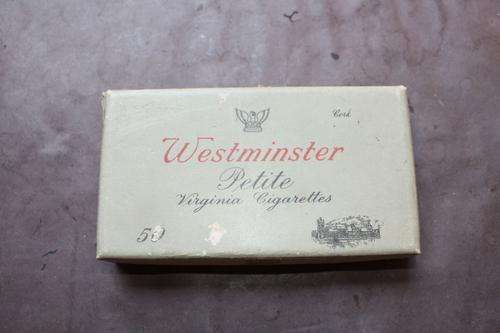 Cork
Westminster
Petite
Virginia Cigarettes
50